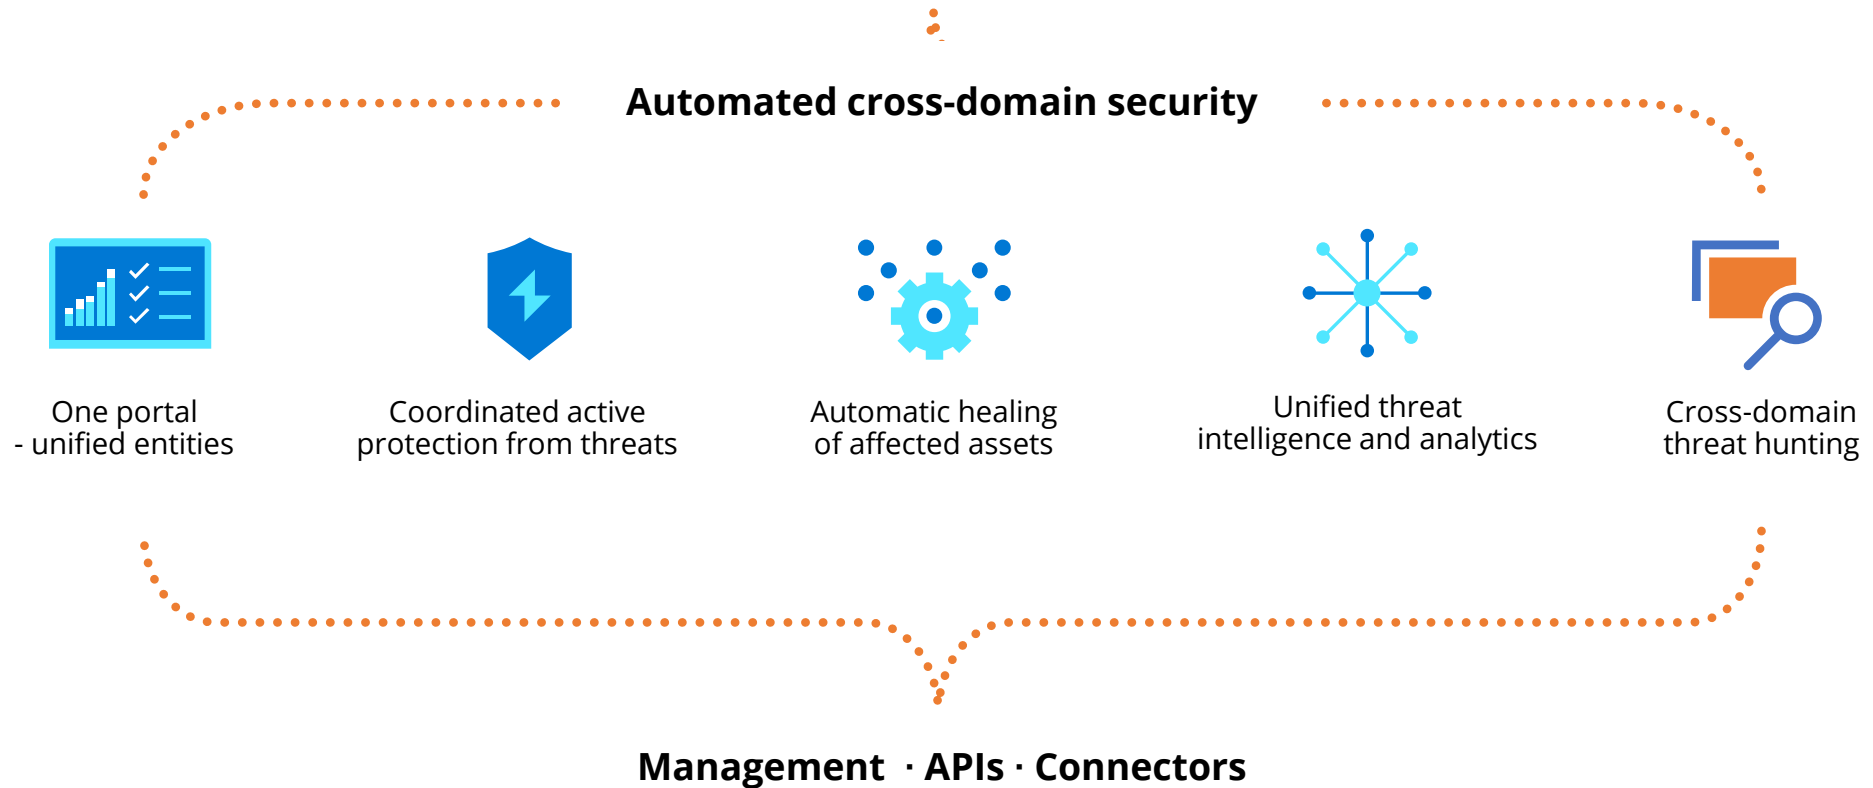 Automated cross-domain security
One portal
- unified entities
Coordinated active
protection from threats
Automatic healing
of affected assets
Unified threat
intelligence and analytics
Cross-domain
threat hunting
Management · APIs · Connectors